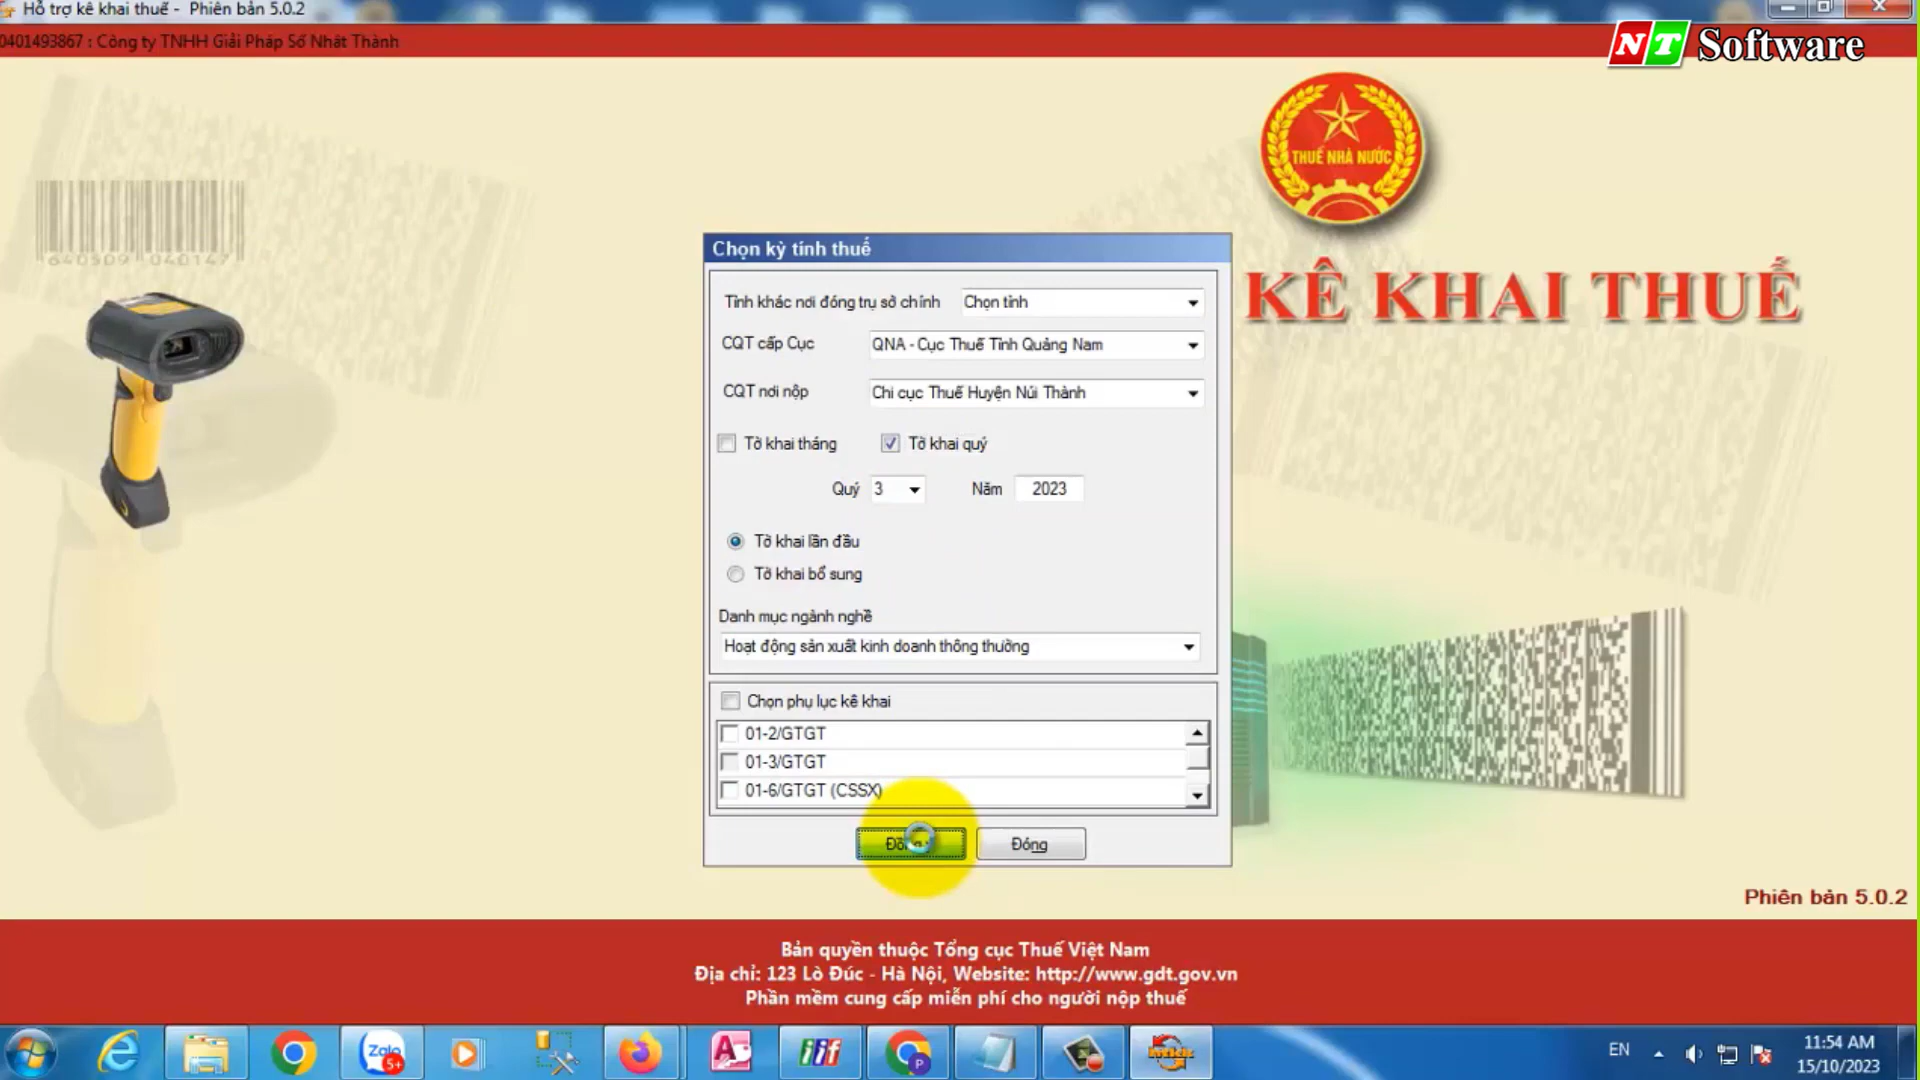 Hỗ trợ kê khai thuế - Phiên bản 5.0.2
0401493867 : Công ty TNHH Giải Pháp Số Nhất Thành
NT Software
THUẾ NHÀ NƯỚC
640509 040147
KÊ KHAI THUẾ
Chọn kỳ tính thuế
Tỉnh khác nơi đóng trụ sở chính
Chọn tỉnh
CQT cấp Cục
QNA - Cục Thuế Tỉnh Quảng Nam
CQT nơi nộp
Chi cục Thuế Huyện Núi Thành
Tờ khai tháng
Tờ khai quý
Quý 3
Năm 2023
Tờ khai lần đầu
Tờ khai bổ sung
Danh mục ngành nghề
Hoạt động sản xuất kinh doanh thông thường
Chọn phụ lục kê khai
01-2/GTGT
01-3/GTGT
01-6/GTGT (CSSX)
Đóng
Phiên bản 5.0.2
Bản quyền thuộc Tổng cục Thuế Việt Nam
Địa chỉ: 123 Lò Đúc - Hà Nội, Website: http://www.gdt.gov.vn
Phần mềm cung cấp miễn phí cho người nộp thuế
Zalo
5+
P
EN
11:54 AM
15/10/2023